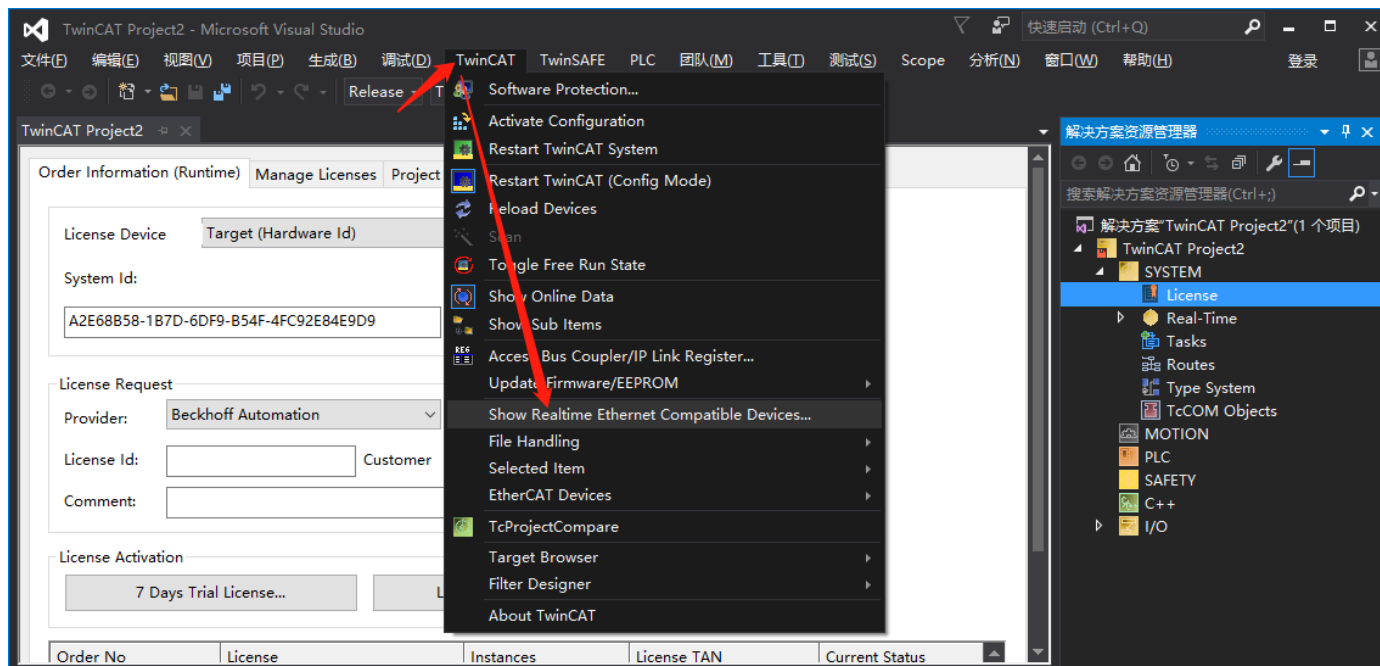 TwinCAT Project2 - Microsoft Visual Studio
快速启动 (Ctrl+Q)
文件(F) 编辑(E) 视图(V) 项目(P) 生成(B) 调试(D) TwinCAT TwinSAFE PLC 团队(M) 工具(T) 测试(S) Scope 分析(N) 窗口(W) 帮助(H) 登录
Release T
TwinCAT Project2
Order Information (Runtime) Manage Licenses Project
License Device Target (Hardware Id)
System Id:
A2E68B58-1B7D-6DF9-B54F-4FC92E84E9D9
License Request
Provider: Beckhoff Automation
License Id: Customer
Comment:
License Activation
7 Days Trial License... L
Order No License Instances License TAN Current Status
Software Protection...
Activate Configuration
Restart TwinCAT System
Restart TwinCAT (Config Mode)
Reload Devices
Scan
Toggle Free Run State
Show Online Data
Show Sub Items
REG
Access Bus Coupler/IP Link Register...
Update Firmware/EEPROM
Show Realtime Ethernet Compatible Devices...
File Handling
Selected Item
EtherCAT Devices
TcProjectCompare
Target Browser
Filter Designer
About TwinCAT
解决方案资源管理器
搜索解决方案资源管理器(Ctrl+;)
解决方案"TwinCAT Project2"(1 个项目)
TwinCAT Project2
SYSTEM
License
Real-Time
Tasks
Routes
Type System
TcCOM Objects
MOTION
PLC
SAFETY
C++
I/O